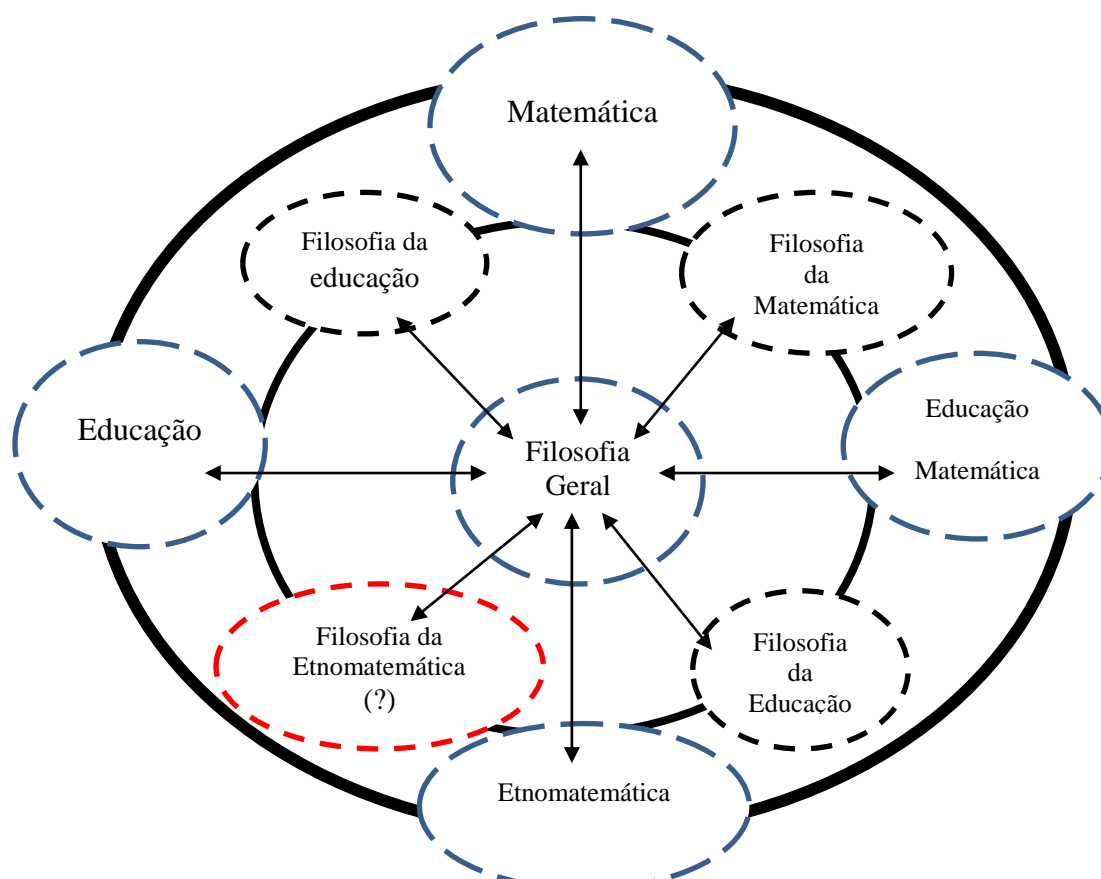 Matemática
Filosofia da
educação
Filosofia
da
Matemática
Educação
Filosofia
Geral
Educação
Matemática
Filosofia da
Etnomatemática
(?)
Filosofia
da
Educação
Etnomatemática